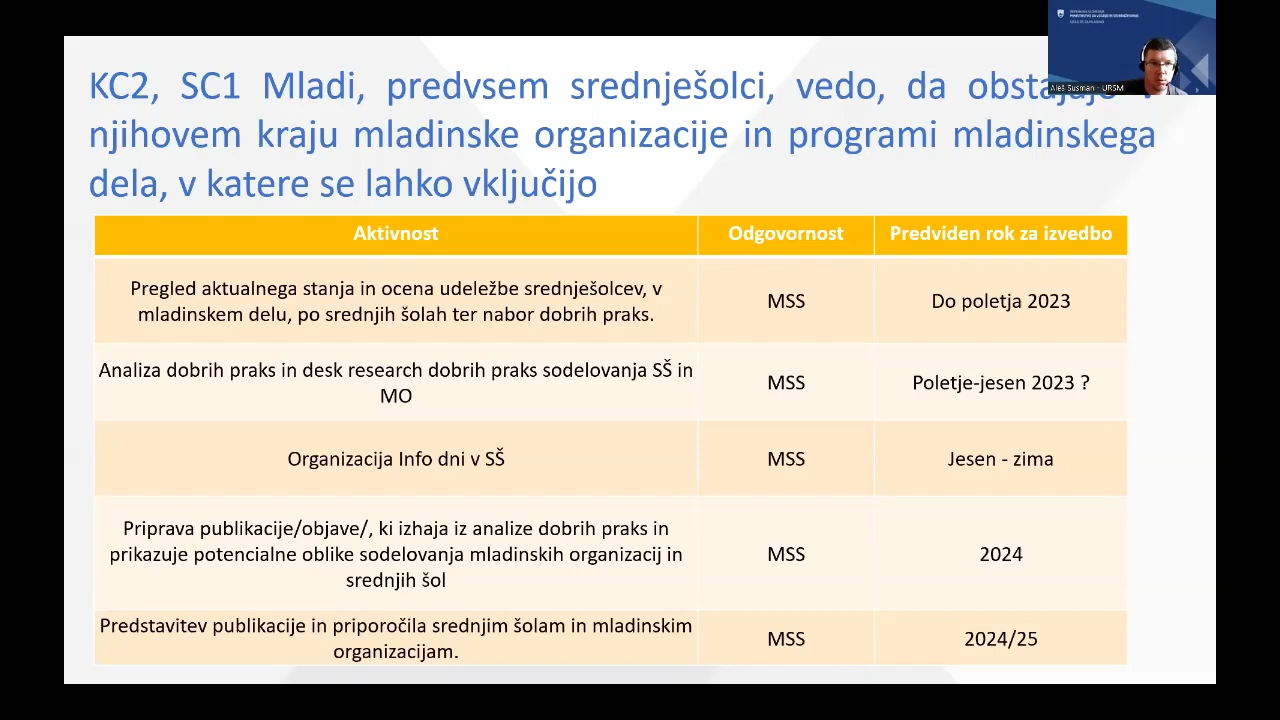 REPUBLIKA SLOVENIJA
Aleš Susman - URSM
KC2, SC1 Mladi, predvsem srednješolci, vedo, da obstajajo v
njihovem kraju mladinske organizacije in programi mladinskega
dela, v katere se lahko vključijo
Aktivnost Odgovornost Predviden rok za izvedbo
Pregled aktualnega stanja in ocena udeležbe srednješolcev, v
mladinskem delu, po srednjih šolah ter nabor dobrih praks.
MSS
Do poletja 2023
Analiza dobrih praks in desk research dobrih praks sodelovanja SŠ in
MO
MSS
Poletje-jesen 2023 ?
Organizacija Info dni v SŠ
MSS
Jesen - zima
Priprava publikacije/objave/, ki izhaja iz analize dobrih praks in
prikazuje potencialne oblike sodelovanja mladinskih organizacij in
srednjih šol
MSS
2024
Predstavitev publikacije in priporočila srednjim šolam in mladinskim
organizacijam.
MSS
2024/25